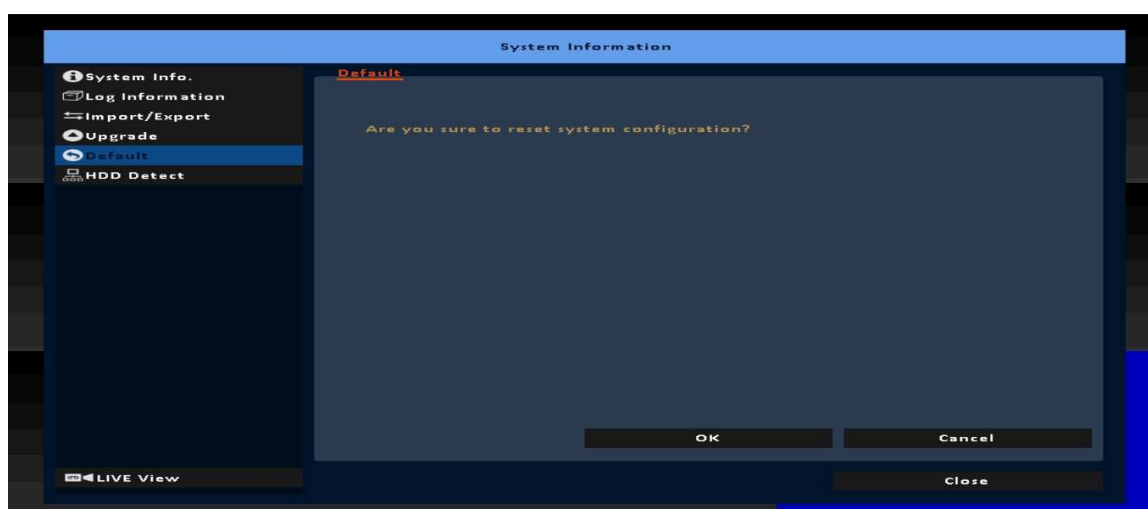 System Information
System Info.
Log Information
Import/Export
Upgrade
Default
HDD Detect
LIVE View
Default
Are you sure to reset system configuration?
OK
Cancel
Close